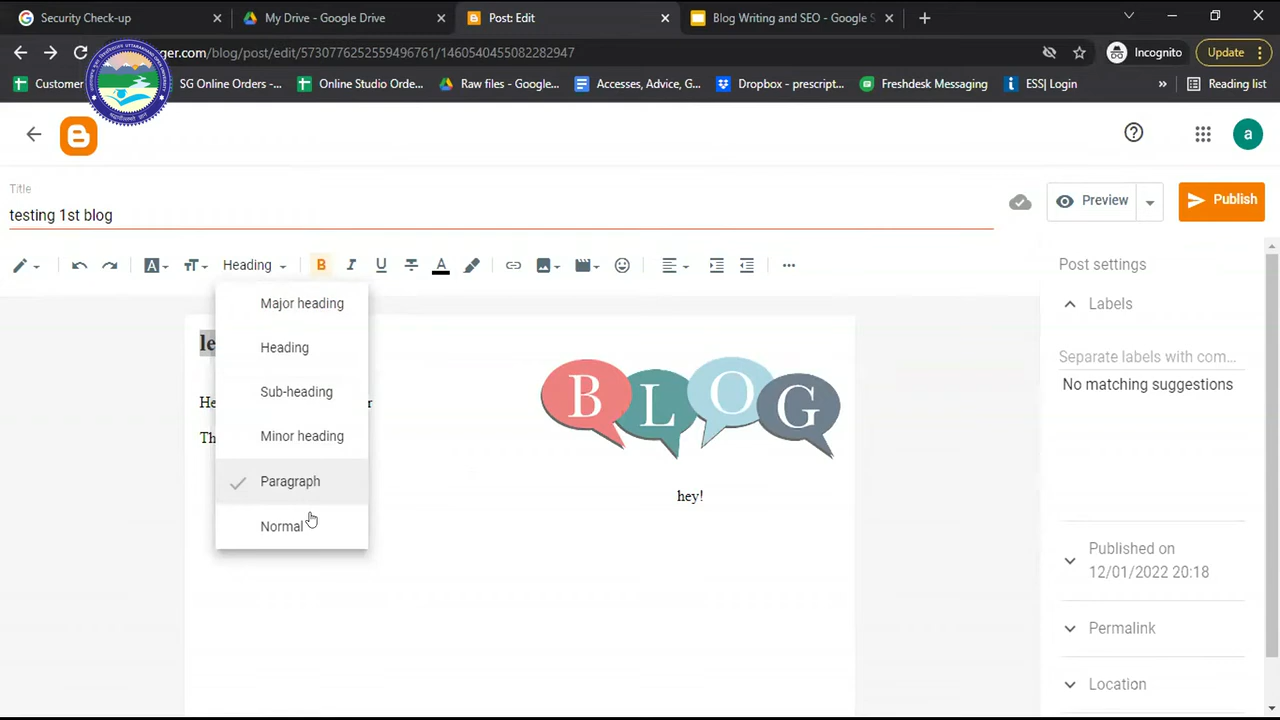 Security Check-up
My Drive - Google Drive
Post: Edit
Blog Writing and SEO - Google S
ger.com/blog/post/edit/5730776252559496761/1460540455082282947
Incognito
Update
Customer
SG Online Orders -...
Online Studio Orde...
Raw files - Google...
Accesses, Advice, G...
Dropbox - prescript...
Freshdesk Messaging
ESS| Login
»
Reading list
a
Title
testing 1st blog
Preview
Publish
Heading
B
I
U
A
Major heading
Heading
Sub-heading
Minor heading
Paragraph
Normal
le
He
r
Th
BLOG
hey!
Post settings
Labels
Separate labels with com...
No matching suggestions
Published on
12/01/2022 20:18
Permalink
Location